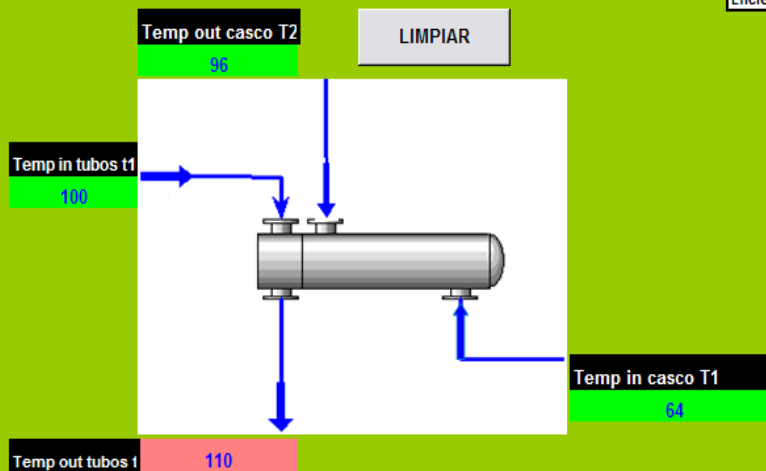 Temp out casco T2
96
LIMPIAR
Temp in tubos t1
100
Temp in casco T1
64
Temp out tubos
110